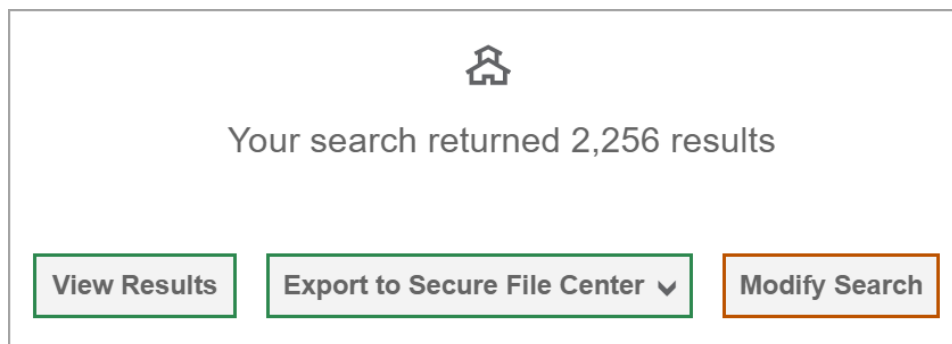 Your search returned 2,256 results
View Results
Export to Secure File Center
Modify Search